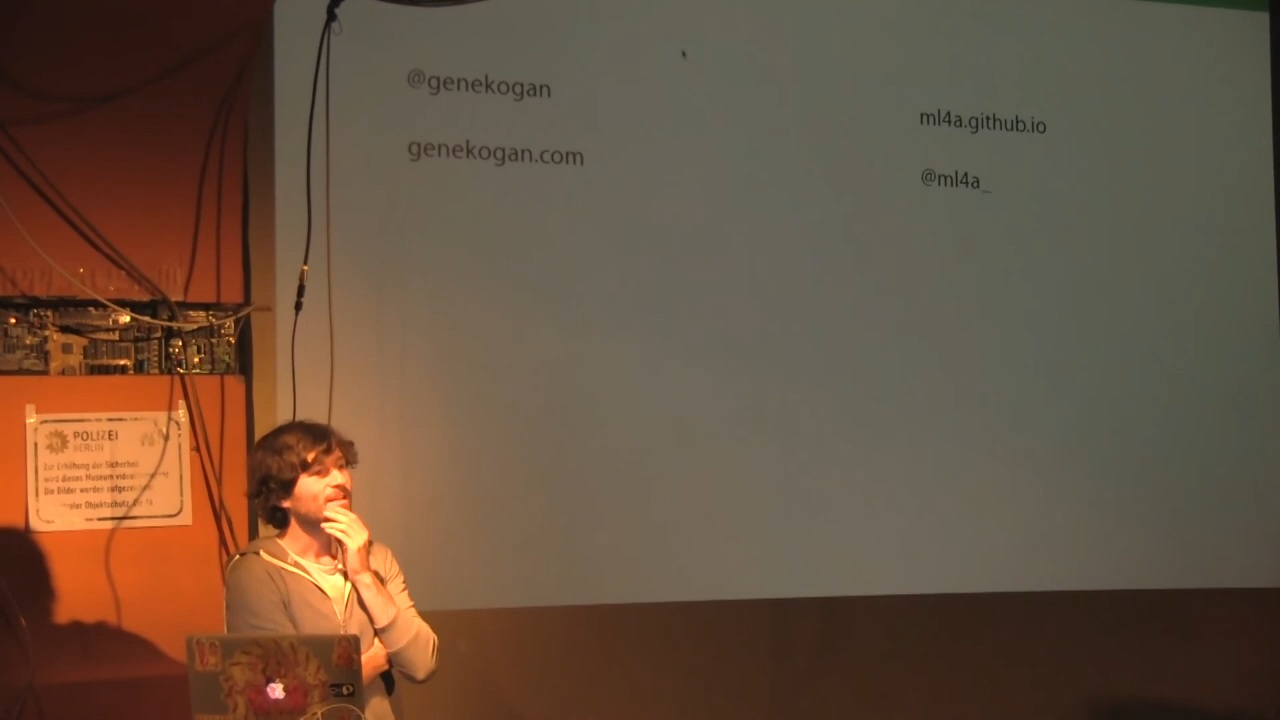 @genekogan
genekogan.com
ml4a.github.io
@ml4a_
POLIZEI
BERLIN
Zur Erhöhung der Sicherheit
wird dieses Museum
Die Bilder werden
Objektschutz